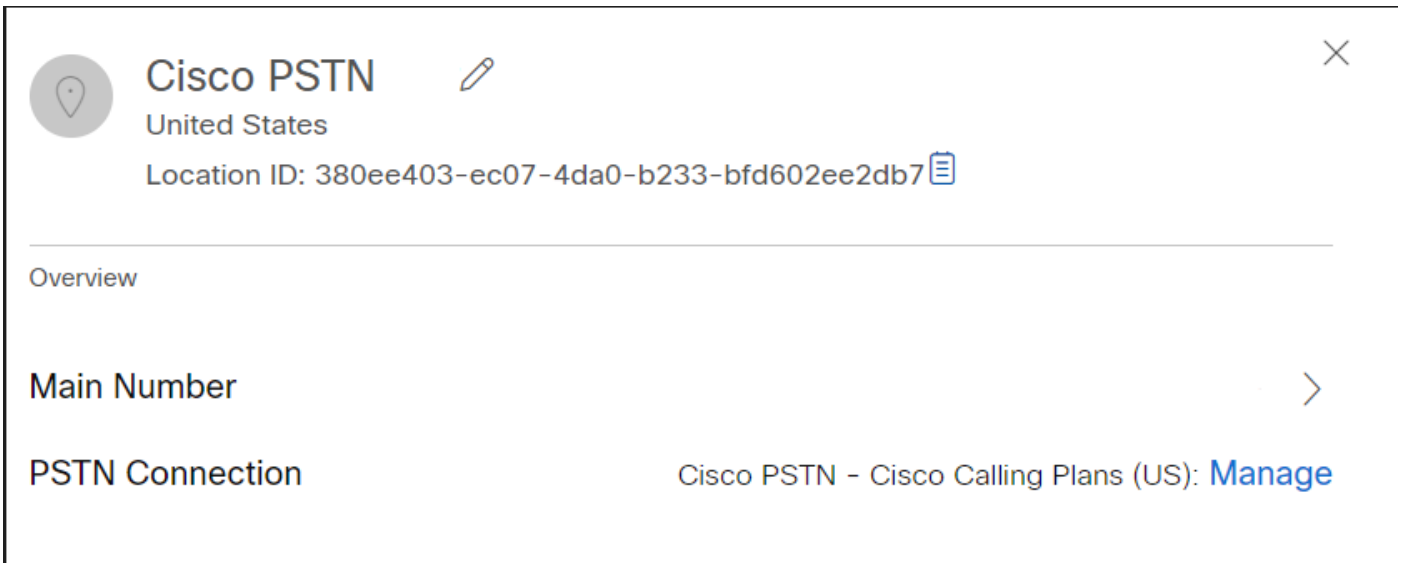 Cisco PSTN
United States
Location ID: 380ee403-ec07-4da0-b233-bfd602ee2db7
Overview
Main Number
PSTN Connection Cisco PSTN - Cisco Calling Plans (US): Manage